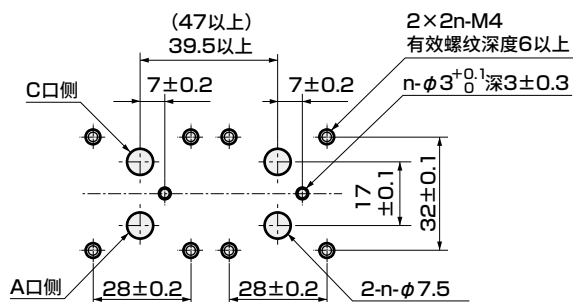 (47以上)
39.5以上
2×2n-M4
有效螺纹深度6以上
7±0.2
7±0.2
n-φ3 +0.1 0 深3±0.3
C口侧
17±0.1
32±0.1
A口侧
28±0.2
28±0.2
2-n-φ7.5